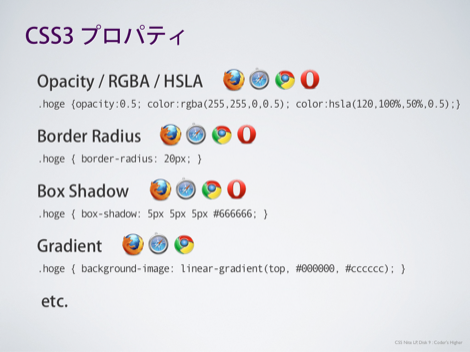 CSS3 プロパティ
Opacity / RGBA / HSLA
.hoge {opacity:0.5; color:rgba(255,255,0,0.5); color:hsla(120,100%,50%,0.5);}
Border Radius
.hoge { border-radius: 20px; }
Box Shadow
.hoge { box-shadow: 5px 5px 5px #666666; }
Gradient
.hoge { background-image: linear-gradient(top, #000000, #cccccc); }
etc.
CSS Nite LP, Disk 9 : Coder's Higher